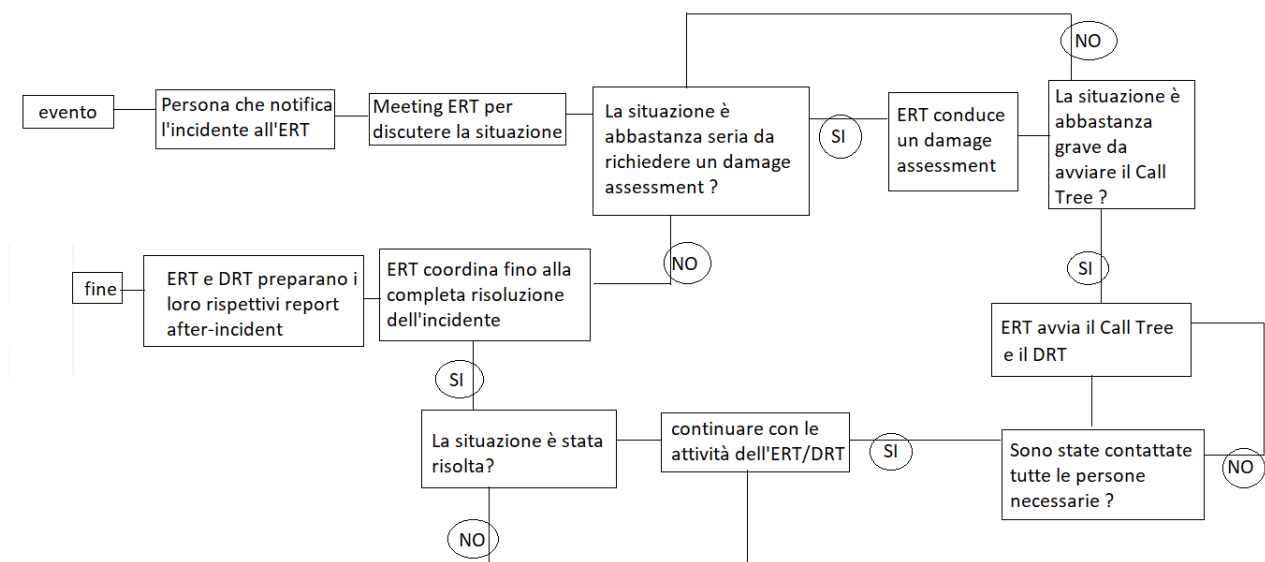 NO
evento
Persona che notifica
l'incidente all'ERT
Meeting ERT per
discutere la situazione
La situazione è
abbastanza seria da
richiedere un damage
assessment ?
SI
ERT conduce
un damage
assessment
La situazione è
abbastanza
grave da
avviare il Call
Tree ?
fine
ERT e DRT preparano i
loro rispettivi report
after-incident
ERT coordina fino alla
completa risoluzione
dell'incidente
NO
SI
ERT avvia il Call Tree
e il DRT
SI
La situazione è stata
risolta?
continuare con le
attività dell'ERT/DRT
SI
Sono state contattate
tutte le persone
necessarie ?
NO
NO